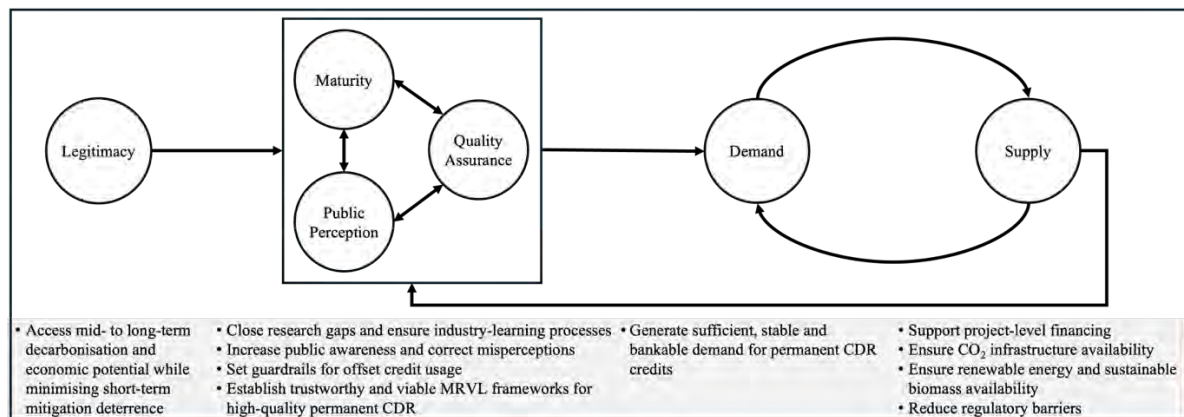 Legitimacy
Maturity
Public
Perception
Quality
Assurance
Demand
Supply
• Access mid- to long-term
decarbonisation and
economic potential while
minimising short-term
mitigation deterrence
• Close research gaps and ensure industry-learning processes
• Increase public awareness and correct misperceptions
• Set guardrails for offset credit usage
• Establish trustworthy and viable MRVL frameworks for
high-quality permanent CDR
• Generate sufficient, stable and
bankable demand for permanent CDR
credits
• Support project-level financing
• Ensure CO₂ infrastructure availability
• Ensure renewable energy and sustainable
biomass availability
• Reduce regulatory barriers